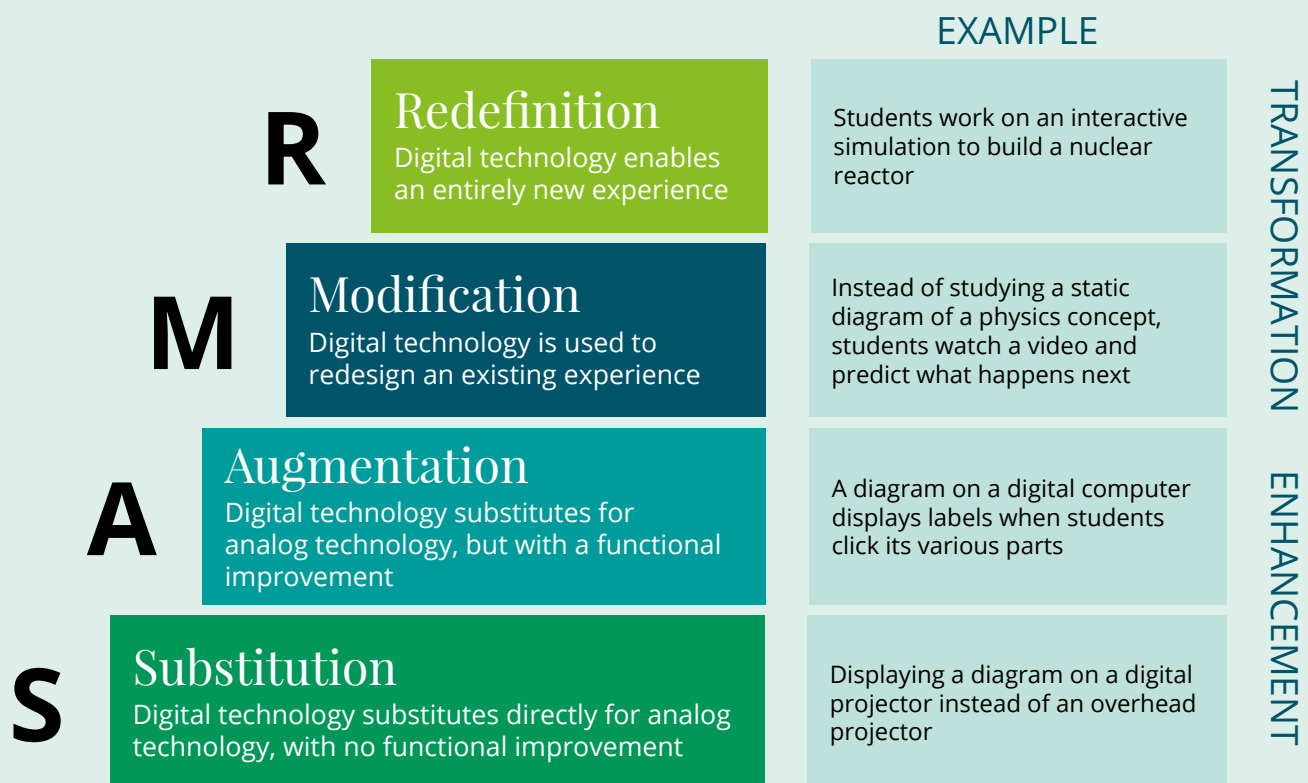 EXAMPLE
R
Redefinition
Digital technology enables
an entirely new experience
Students work on an interactive
simulation to build a nuclear
reactor
TRANSFORMATION
M
Modification
Digital technology is used to
redesign an existing experience
Instead of studying a static
diagram of a physics concept,
students watch a video and
predict what happens next
A
Augmentation
Digital technology substitutes for
analog technology, but with a functional
improvement
A diagram on a digital computer
displays labels when students
click its various parts
ENHANCEMENT
S
Substitution
Digital technology substitutes directly for analog
technology, with no functional improvement
Displaying a diagram on a digital
projector instead of an overhead
projector